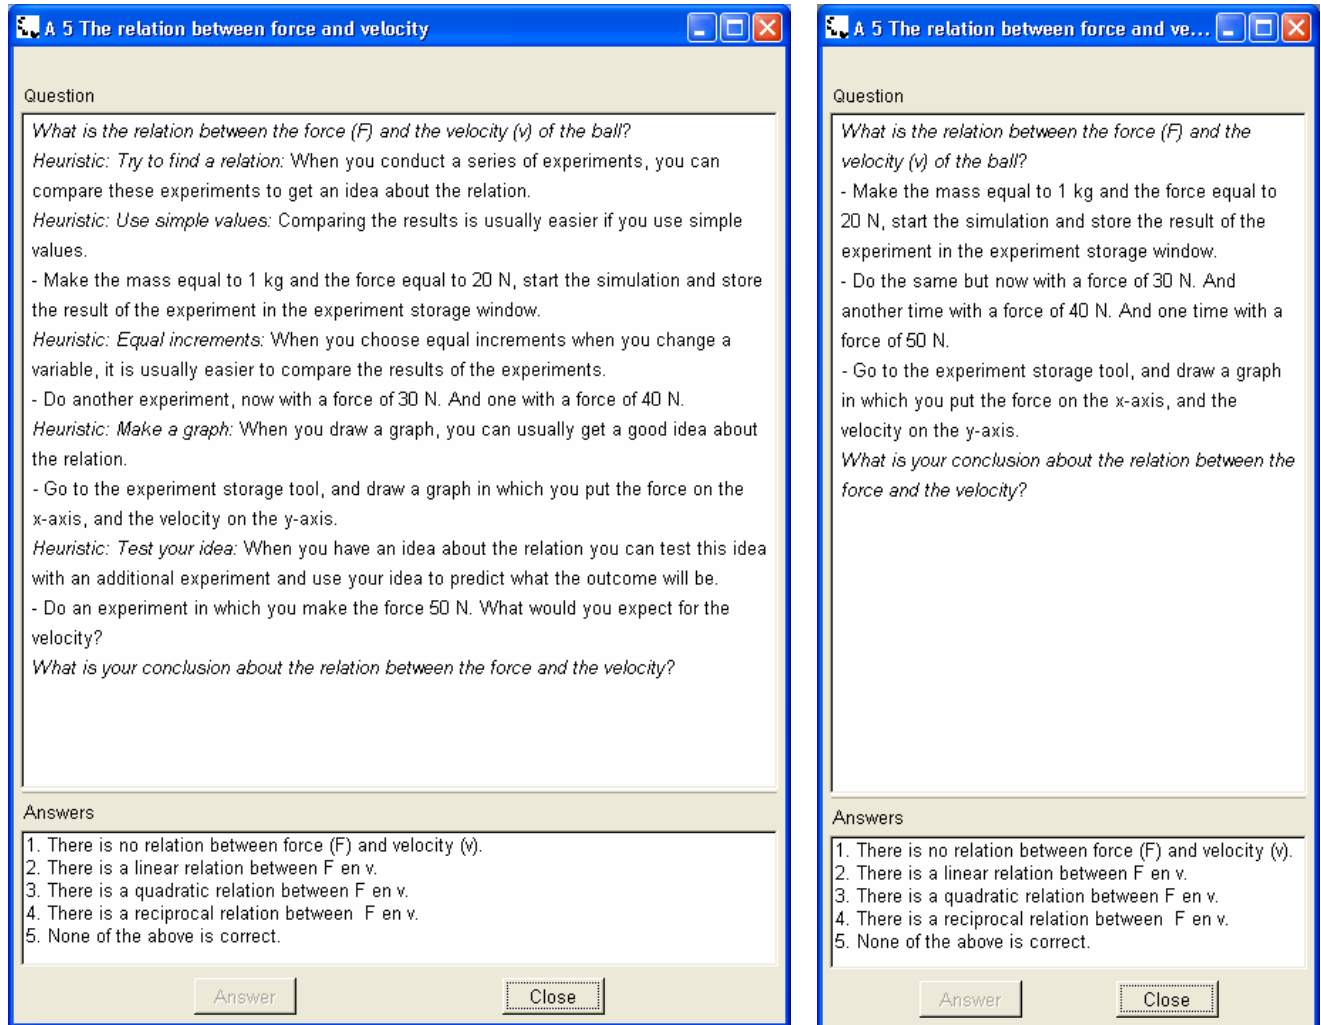 A 5 The relation between force and velocity
Question
What is the relation between the force (F) and the velocity (v) of the ball?
Heuristic: Try to find a relation: When you conduct a series of experiments, you can
compare these experiments to get an idea about the relation.
Heuristic: Use simple values: Comparing the results is usually easier if you use simple
values.
- Make the mass equal to 1 kg and the force equal to 20 N, start the simulation and store
the result of the experiment in the experiment storage window.
Heuristic: Equal increments: When you choose equal increments when you change a
variable, it is usually easier to compare the results of the experiments.
- Do another experiment, now with a force of 30 N. And one with a force of 40 N.
Heuristic: Make a graph: When you draw a graph, you can usually get a good idea about
the relation.
- Go to the experiment storage tool, and draw a graph in which you put the force on the
x-axis, and the velocity on the y-axis.
Heuristic: Test your idea: When you have an idea about the relation you can test this idea
with an additional experiment and use your idea to predict what the outcome will be.
- Do an experiment in which you make the force 50 N. What would you expect for the
velocity?
What is your conclusion about the relation between the force and the velocity?
Answers
1. There is no relation between force (F) and velocity (v).
2. There is a linear relation between F en v.
3. There is a quadratic relation between F en v.
4. There is a reciprocal relation between  F en v.
5. None of the above is correct.
Answer
Close
A 5 The relation between force and ve...
Question
What is the relation between the force (F) and the
velocity (v) of the ball?
- Make the mass equal to 1 kg and the force equal to
20 N, start the simulation and store the result of the
experiment in the experiment storage window.
- Do the same but now with a force of 30 N. And
another time with a force of 40 N. And one time with a
force of 50 N.
- Go to the experiment storage tool, and draw a graph
in which you put the force on the x-axis, and the
velocity on the y-axis.
What is your conclusion about the relation between the
force and the velocity?
Answers
1. There is no relation between force (F) and velocity (v).
2. There is a linear relation between F en v.
3. There is a quadratic relation between F en v.
4. There is a reciprocal relation between  F en v.
5. None of the above is correct.
Answer
Close